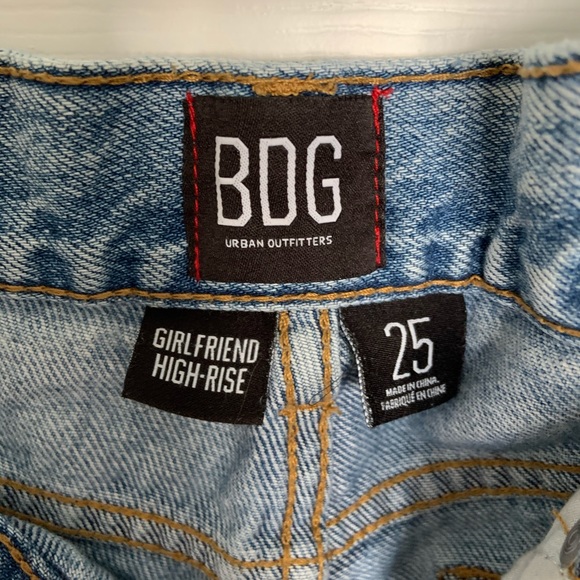 BDG
URBAN OUTFITTERS
GIRLFRIEND
HIGH-RISE
25
MADE IN CHINA
FABRIQUÉ EN CHINE